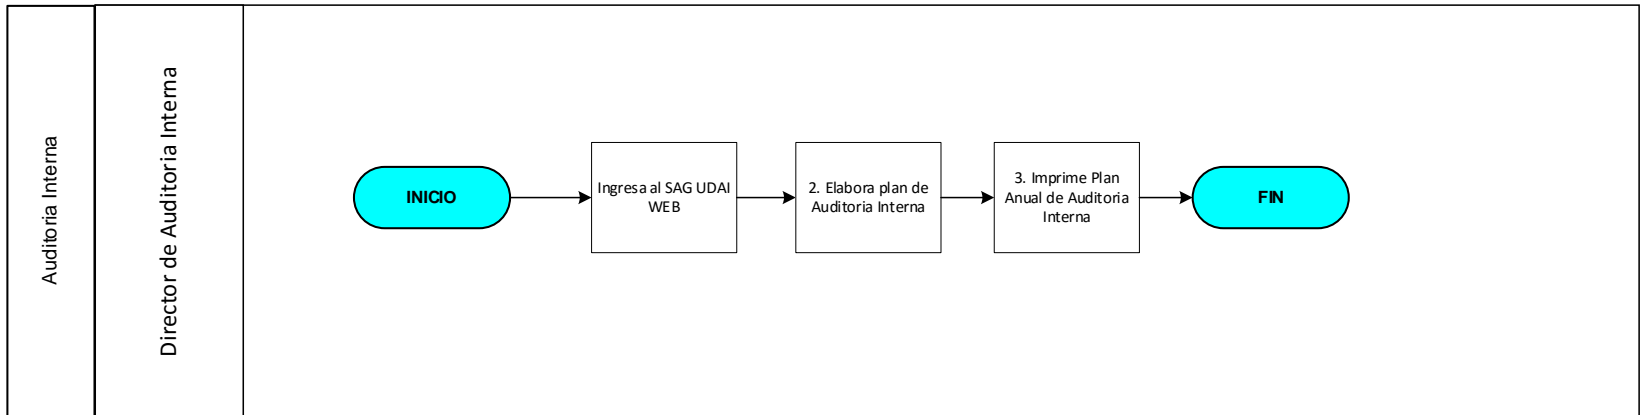 Auditoria Interna
Director de Auditoria Interna
INICIO
Ingresa al SAG UDAI
WEB
2. Elabora plan de
Auditoria Interna
3. Imprime Plan
Anual de Auditoria
Interna
FIN